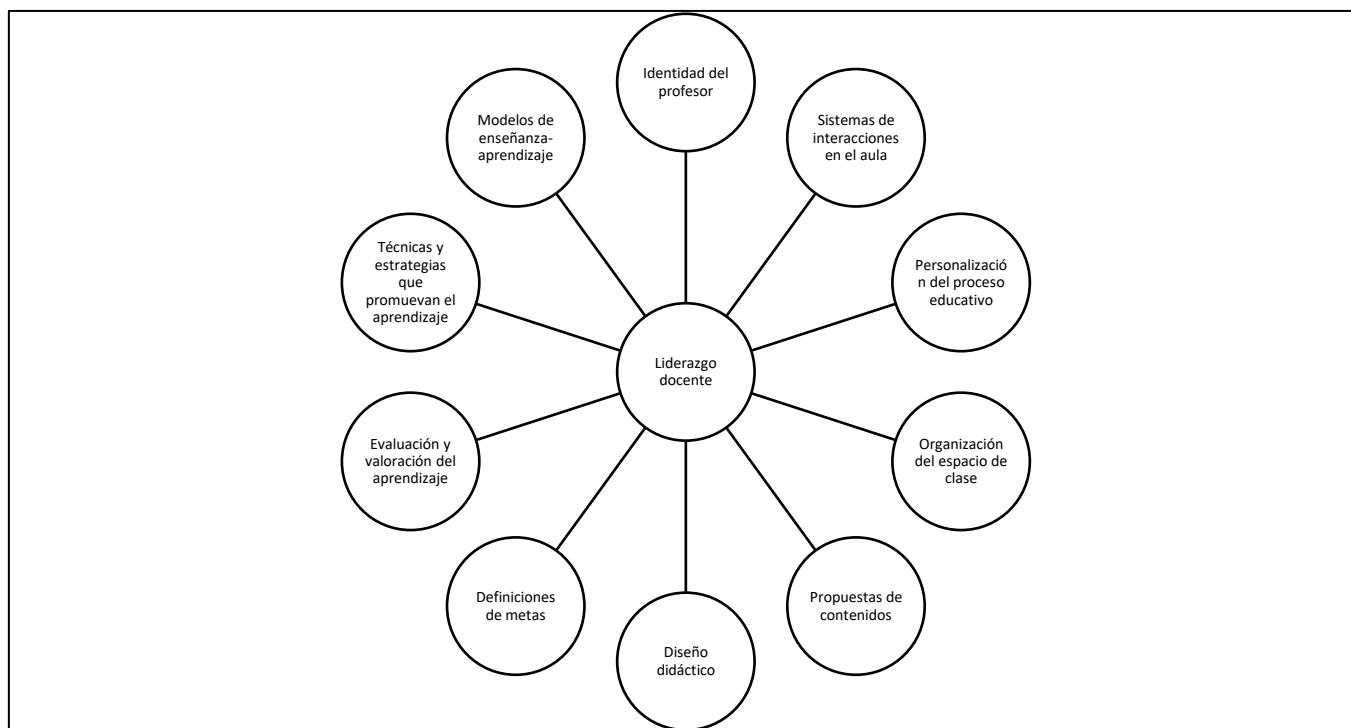 Identidad del
profesor
Sistemas de
interacciones
en el aula
Personalizació
n del proceso
educativo
Organización
del espacio de
clase
Propuestas de
contenidos
Diseño
didáctico
Definiciones
de metas
Evaluación y
valoración del
aprendizaje
Técnicas y
estrategias
que
promuevan el
aprendizaje
Modelos de
enseñanza-
aprendizaje
Liderazgo
docente